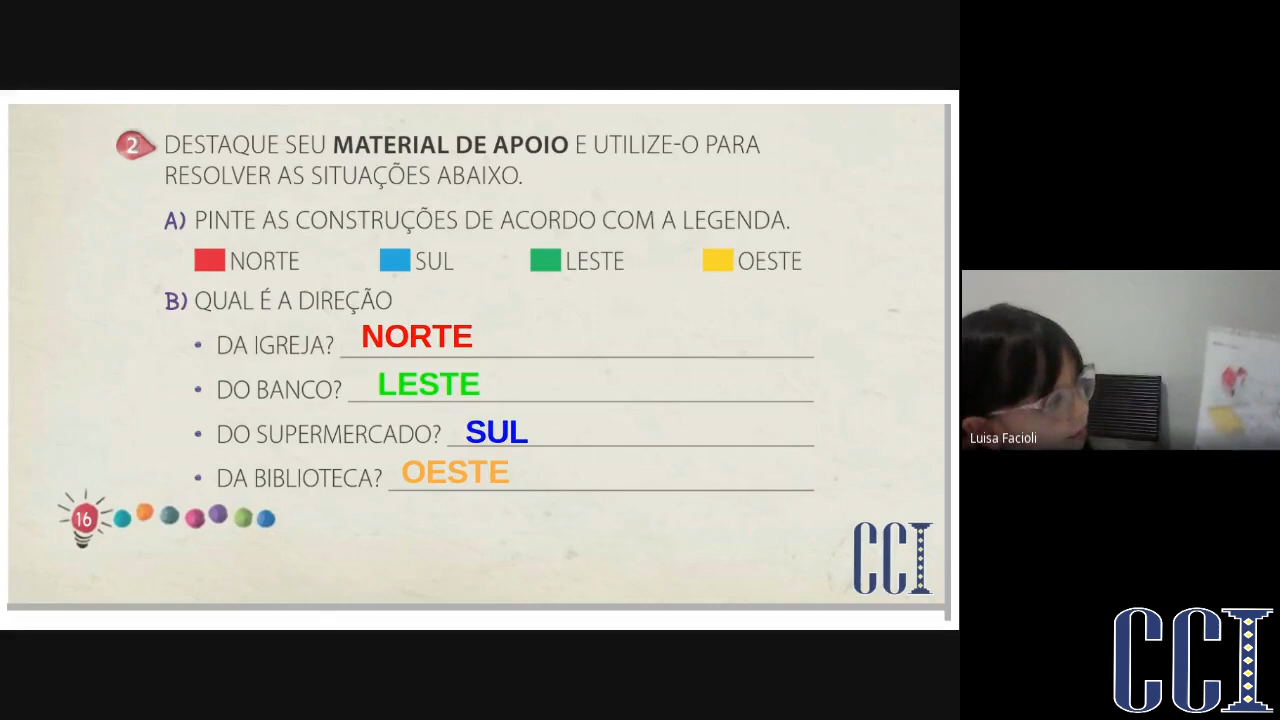 2 DESTAQUE SEU MATERIAL DE APOIO E UTILIZE-O PARA
RESOLVER AS SITUAÇÕES ABAIXO.
A) PINTE AS CONSTRUÇÕES DE ACORDO COM A LEGENDA.
NORTE SUL LESTE OESTE
B) QUAL É A DIREÇÃO
• DA IGREJA? NORTE
• DO BANCO? LESTE
• DO SUPERMERCADO? SUL
• DA BIBLIOTECA? OESTE
16
CCI
Luisa Facioli
CCI